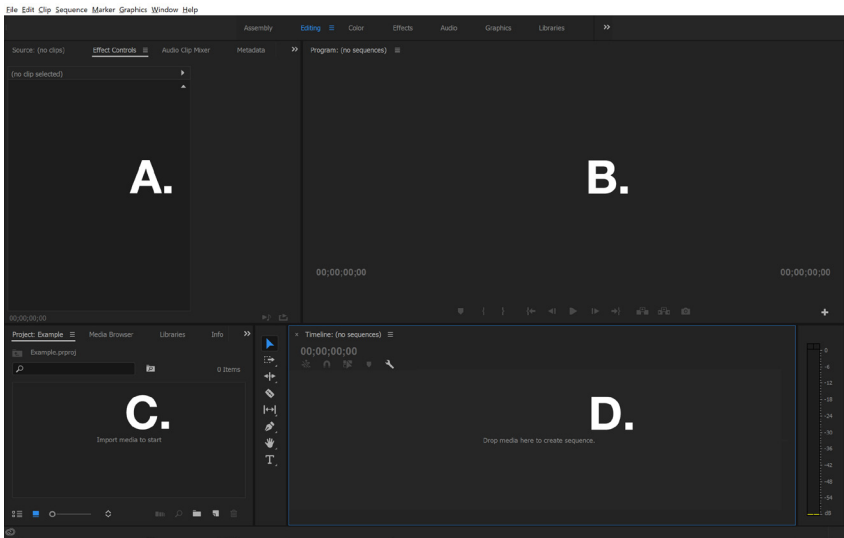 File Edit Clip Sequence Marker Graphics Window Help
Assembly Editing Color Effects Audio Graphics Libraries
Source: (no clips) Effect Controls Audio Clip Mixer Metadata
Program: (no sequences)
(no clip selected)
A.
B.
00;00;00;00
00;00;00;00
00;00;00;00
Project: Example Media Browser Libraries Info
Timeline: (no sequences)
Example.prproj
00;00;00;00
0 Items
C.
D.
Import media to start
Drop media here to create sequence.
T
0
-6
-12
-18
-24
-30
-36
-42
-48
-54
dB